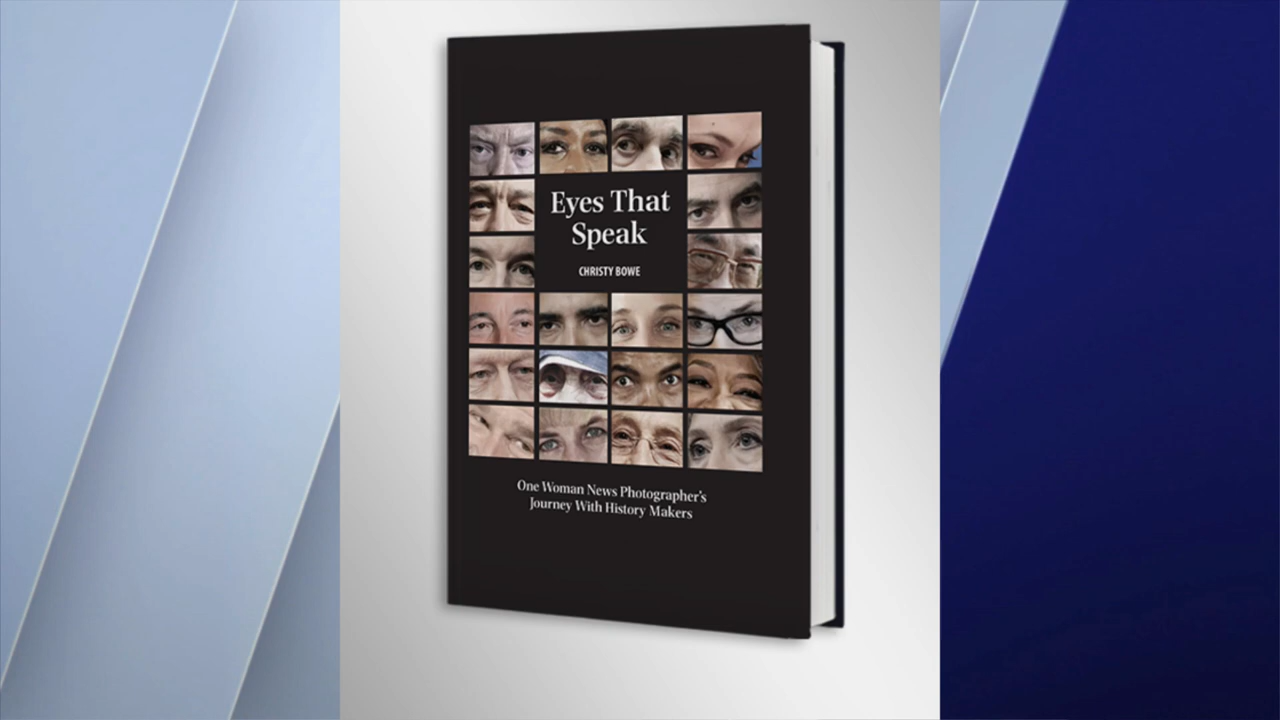 Eyes That
Speak
CHRISTY BOWE
One Woman News Photographer's
Journey With History Makers